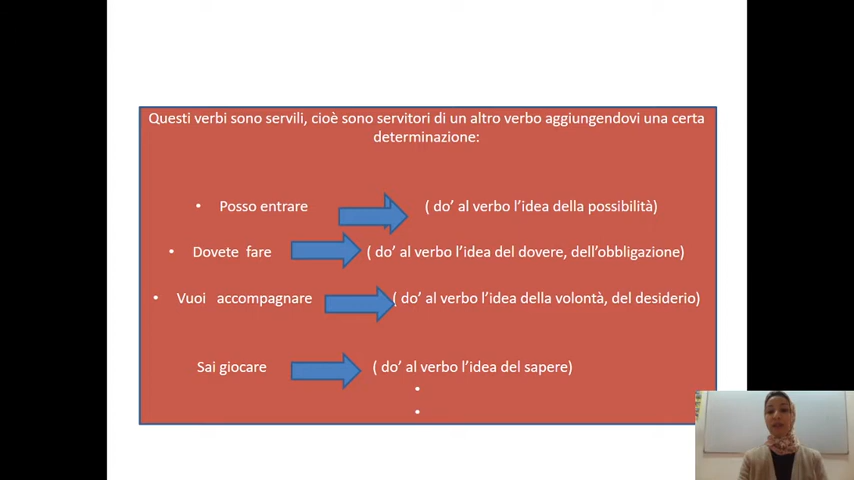 Questi verbi sono servili, cioè sono servitori di un altro verbo aggiungendovi una certa
determinazione:
• Posso entrare ( do’ al verbo l’idea della possibilità)
• Dovete fare ( do’ al verbo l’idea del dovere, dell’obbligazione)
• Vuoi accompagnare ( do’ al verbo l’idea della volontà, del desiderio)
Sai giocare ( do’ al verbo l’idea del sapere)
•
•